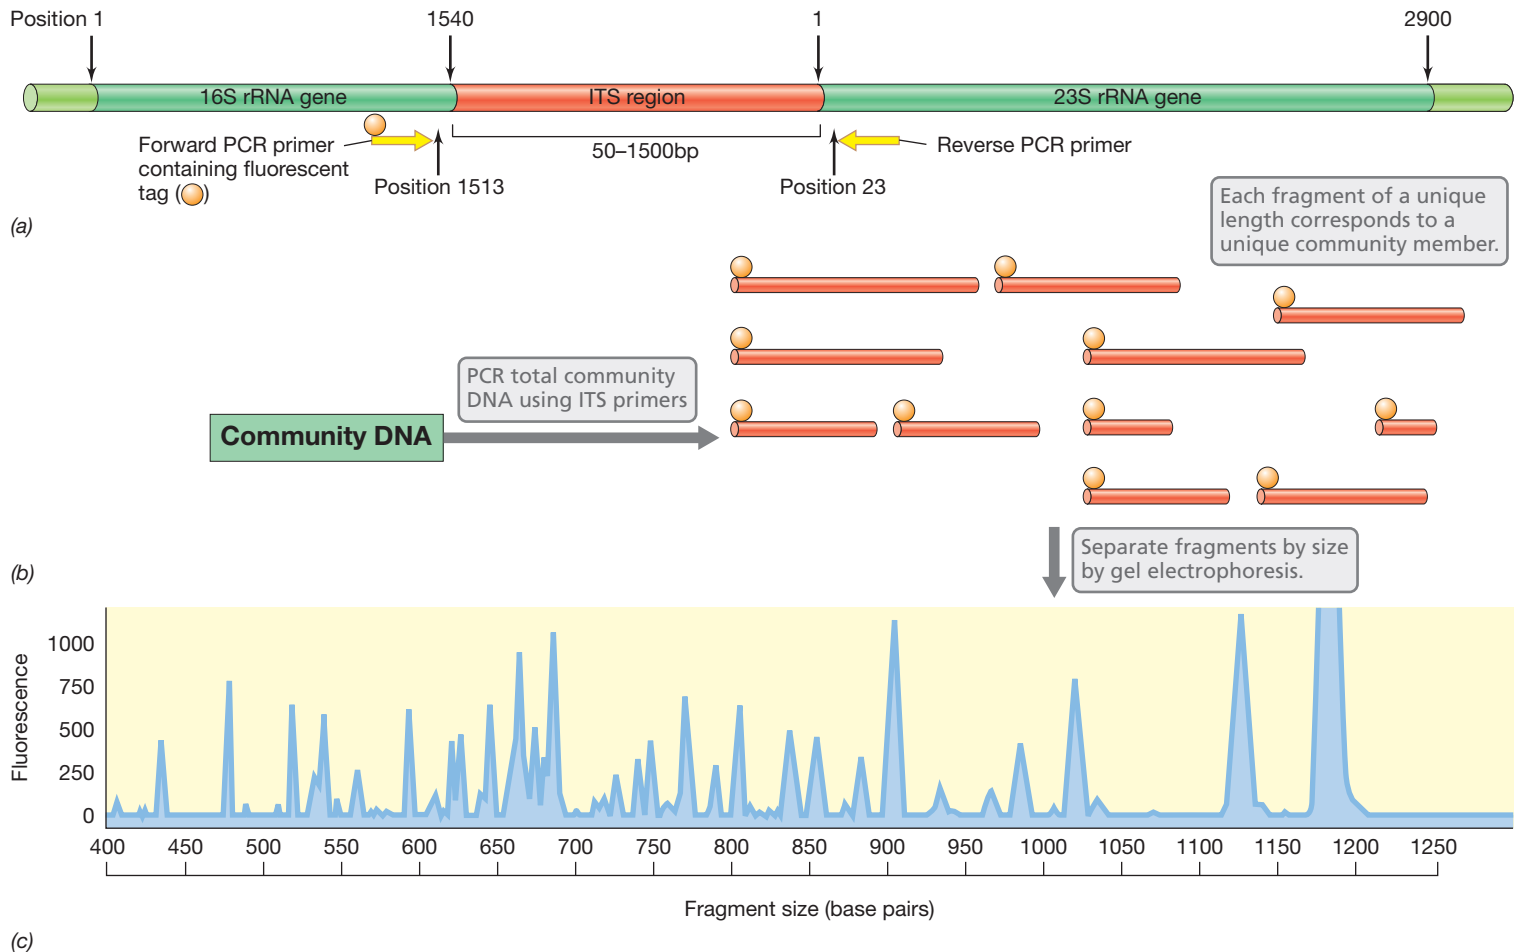 Position 1
1540
1
2900
16S rRNA gene
ITS region
23S rRNA gene
Forward PCR primer
containing fluorescent
tag ( )
50–1500bp
Reverse PCR primer
Position 1513
Position 23
(a)
Each fragment of a unique
length corresponds to a
unique community member.
PCR total community
DNA using ITS primers
Community DNA
Separate fragments by size
by gel electrophoresis.
(b)
Fluorescence
1000
750
500
250
0
400 450 500 550 600 650 700 750 800 850 900 950 1000 1050 1100 1150 1200 1250
Fragment size (base pairs)
(c)